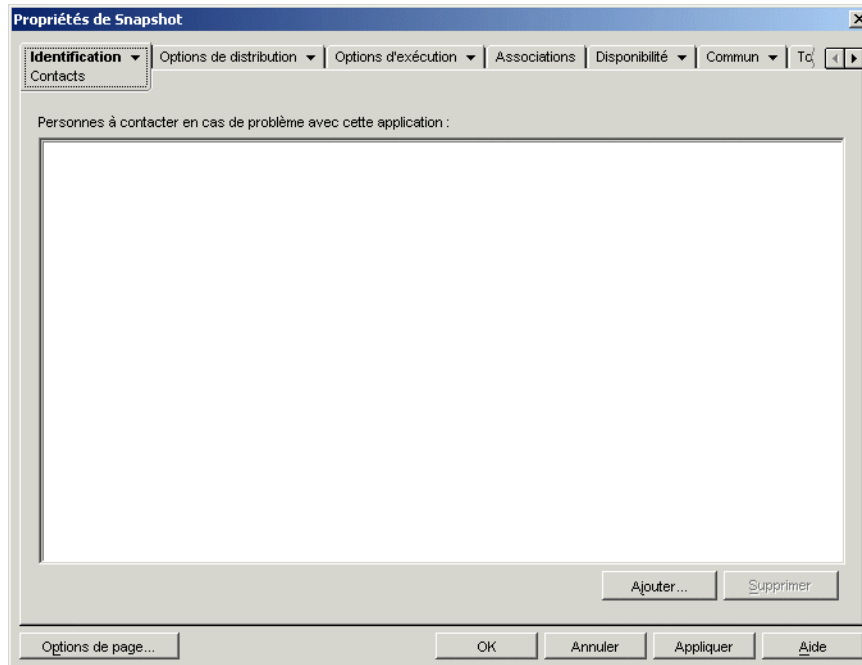 Propriétés de Snapshot
Identification Options de distribution Options d'exécution Associations Disponibilité Commun
Contacts
Personnes à contacter en cas de problème avec cette application :
Ajouter... Supprimer
Options de page... OK Annuler Appliquer Aide